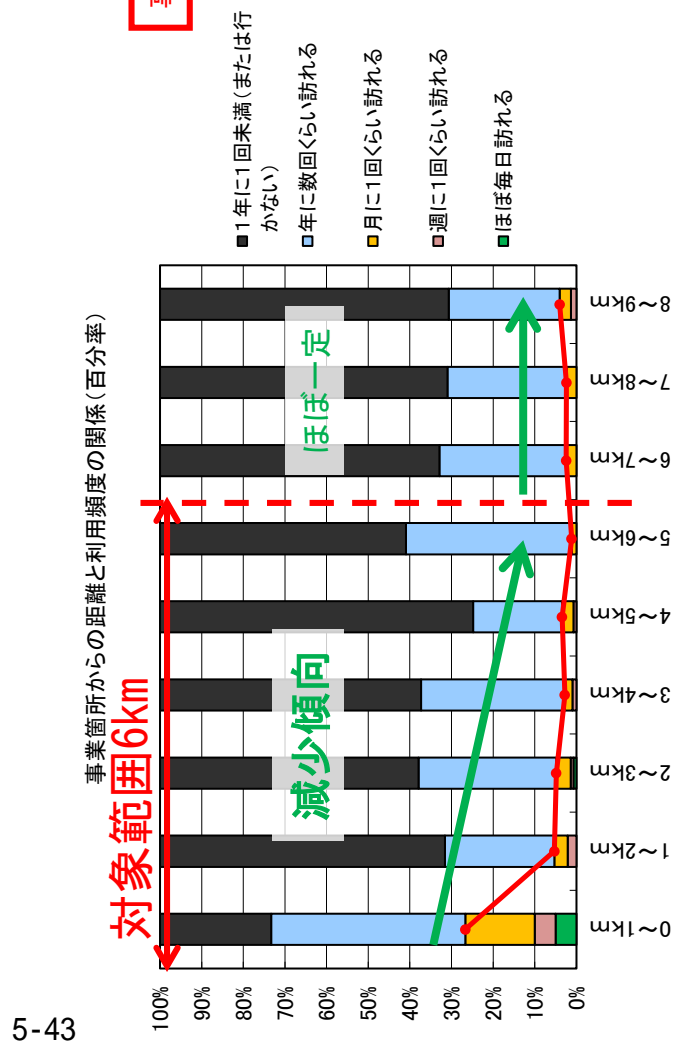 5-43
事業箇所からの距離と利用頻度の関係(百分率)
対象範囲6km
減少傾向
ほぼ一定
100%
90%
80%
70%
60%
50%
40%
30%
20%
10%
0%
0～1km
1～2km
2～3km
3～4km
4～5km
5～6km
6～7km
7～8km
8～9km
1年に1回未満(または行
かない)
年に数回くらい訪れる
月に1回くらい訪れる
週に1回くらい訪れる
ほぼ毎日訪れる